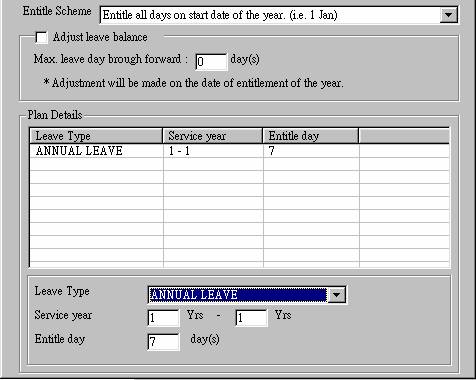 Entitle Scheme Entitle all days on start date of the year. (i.e. 1 Jan)
Adjust leave balance
Max. leave day brough forward : 0 day(s)
* Adjustment will be made on the date of entitlement of the year.
Plan Details
Leave Type Service year Entitle day
ANNUAL LEAVE 1 - 1 7
Leave Type ANNUAL LEAVE
Service year 1 Yrs - 1 Yrs
Entitle day 7 day(s)